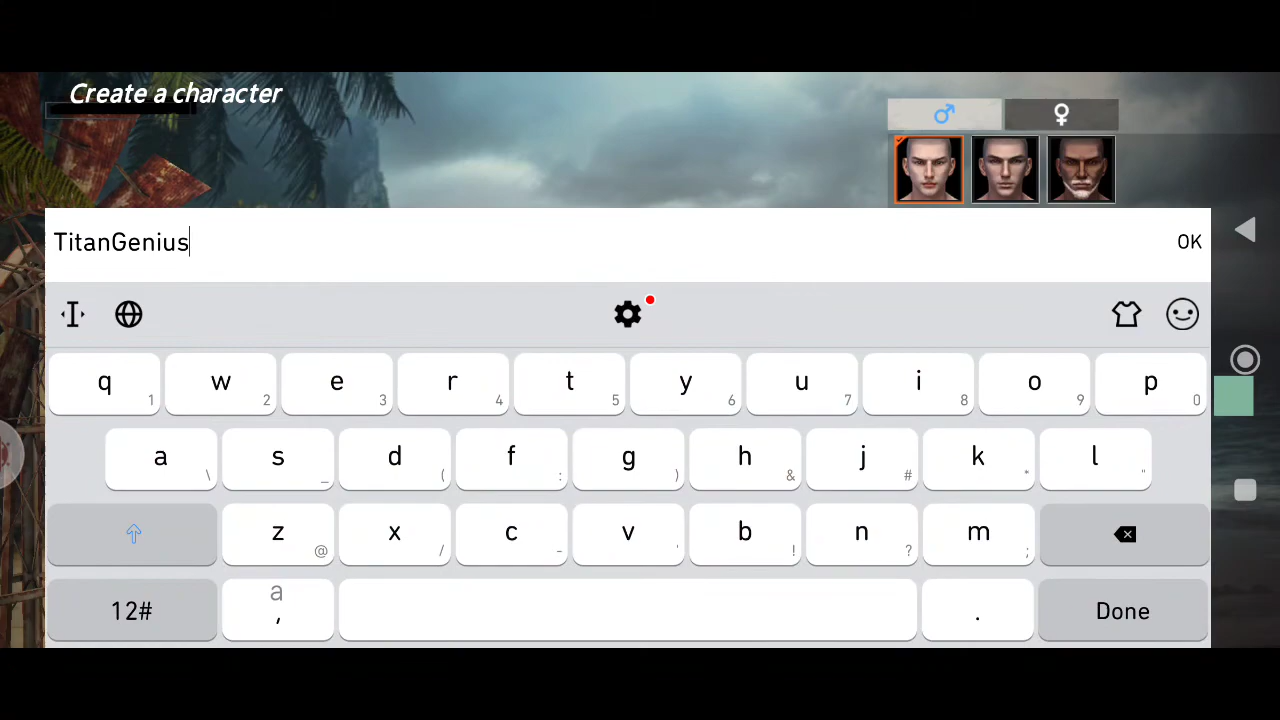 Create a character
TitanGenius
OK
q 1 w 2 e 3 r 4 t 5 y 6 u 7 i 8 o 9 p 0
a \ s _ d ( f : g ) h & j # k * l "
z @ x / c - v ' b ! n ? m ;
12# a , . Done